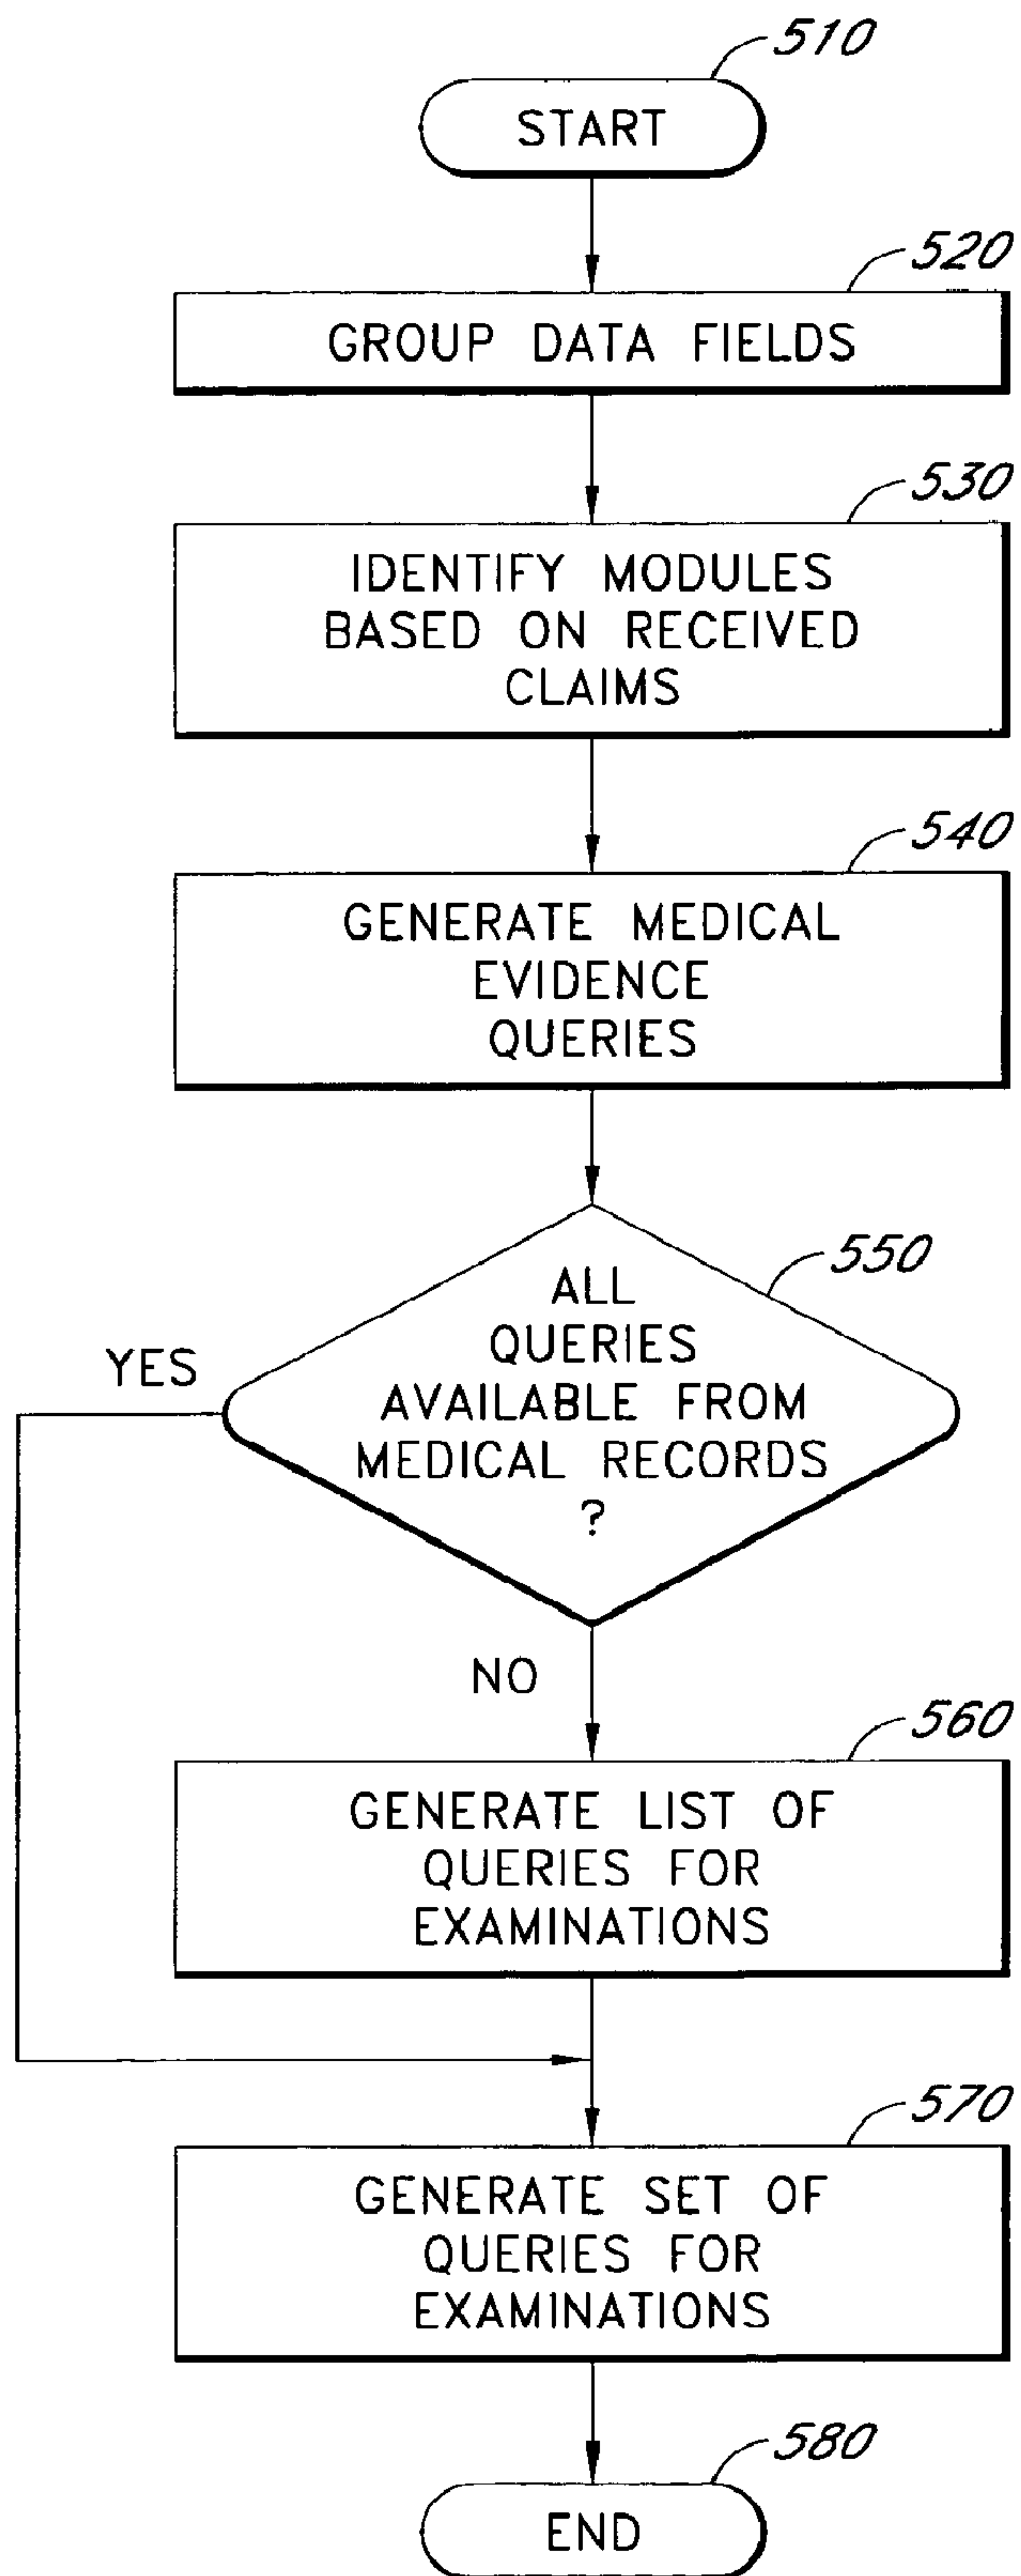 510
START
520
GROUP DATA FIELDS
530
IDENTIFY MODULES
BASED ON RECEIVED
CLAIMS
540
GENERATE MEDICAL
EVIDENCE
QUERIES
550
ALL
QUERIES
AVAILABLE FROM
MEDICAL RECORDS
?
YES
NO
560
GENERATE LIST OF
QUERIES FOR
EXAMINATIONS
570
GENERATE SET OF
QUERIES FOR
EXAMINATIONS
580
END